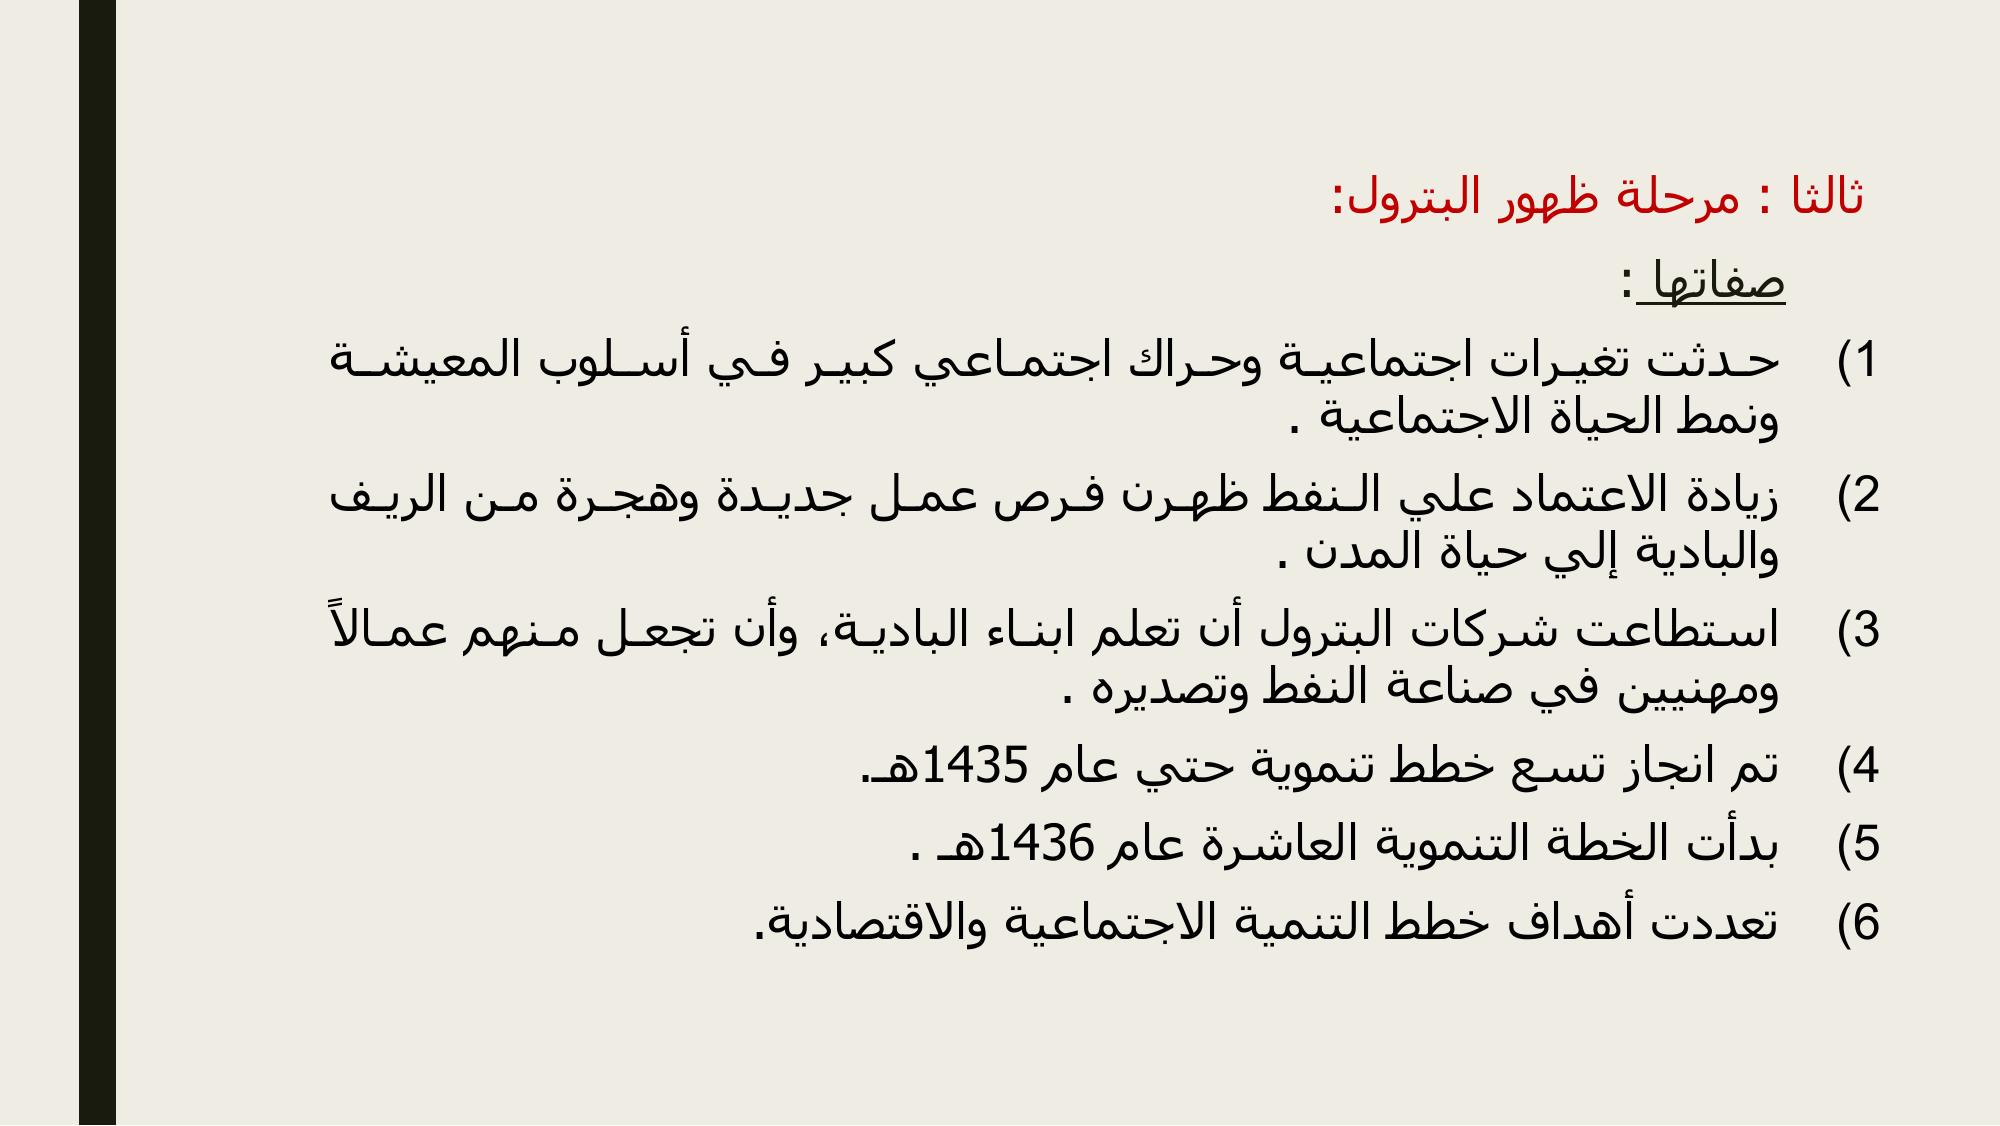 ثالثا : مرحلة ظهور البترول:
صفاتها :
1) حدثت تغيرات اجتماعية وحراك اجتماعي كبير في أسلوب المعيشة
ونمط الحياة الاجتماعية .
2) زيادة الاعتماد علي النفط ظهرن فرص عمل جديدة وهجرة من الريف
والبادية إلي حياة المدن .
3) استطاعت شركات البترول أن تعلم ابناء البادية، وأن تجعل منهم عمالاً
ومهنيين في صناعة النفط وتصديره .
4) تم انجاز تسع خطط تنموية حتي عام 1435هـ.
5) بدأت الخطة التنموية العاشرة عام 1436هـ .
6) تعددت أهداف خطط التنمية الاجتماعية والاقتصادية.